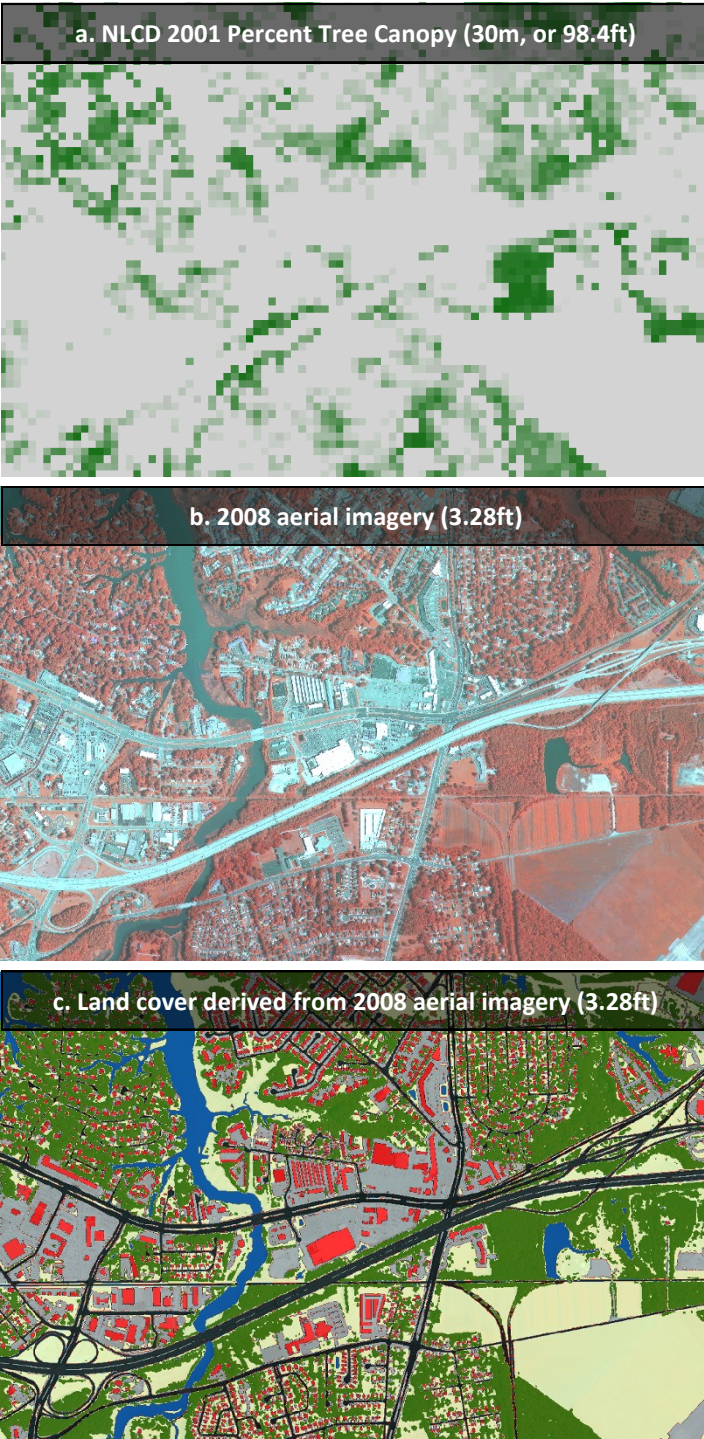 a. NLCD 2001 Percent Tree Canopy (30m, or 98.4ft)
b. 2008 aerial imagery (3.28ft)
c. Land cover derived from 2008 aerial imagery (3.28ft)